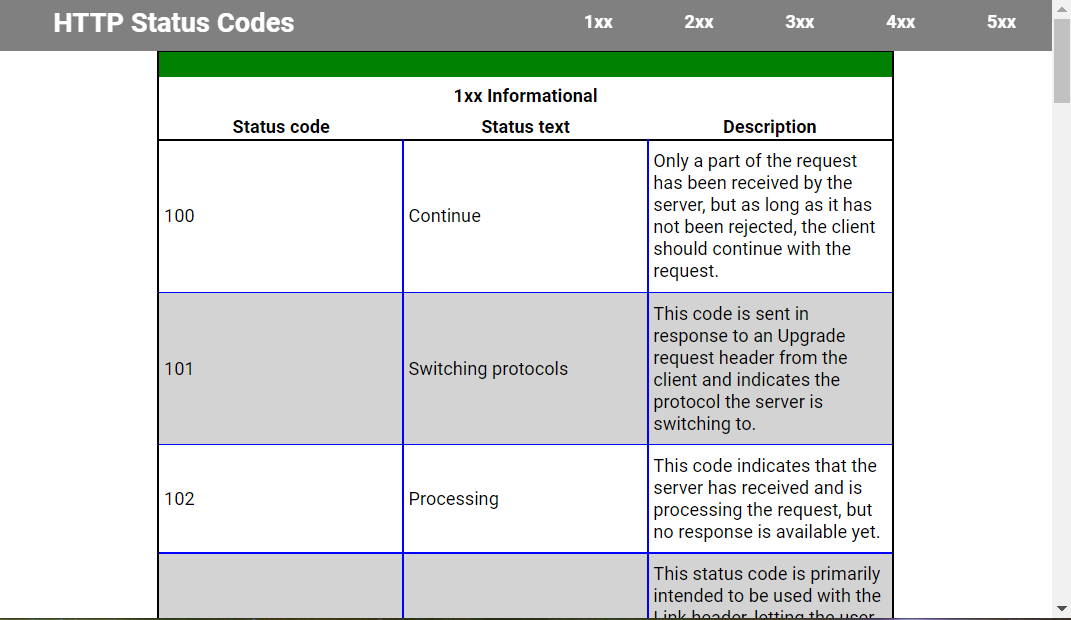 HTTP Status Codes 1xx 2xx 3xx 4xx 5xx
1xx Informational
Status code Status text Description
100 Continue
Only a part of the request
has been received by the
server, but as long as it has
not been rejected, the client
should continue with the
request.
101 Switching protocols
This code is sent in
response to an Upgrade
request header from the
client and indicates the
protocol the server is
switching to.
102 Processing
This code indicates that the
server has received and is
processing the request, but
no response is available yet.
This status code is primarily
intended to be used with the
Link header, letting the user